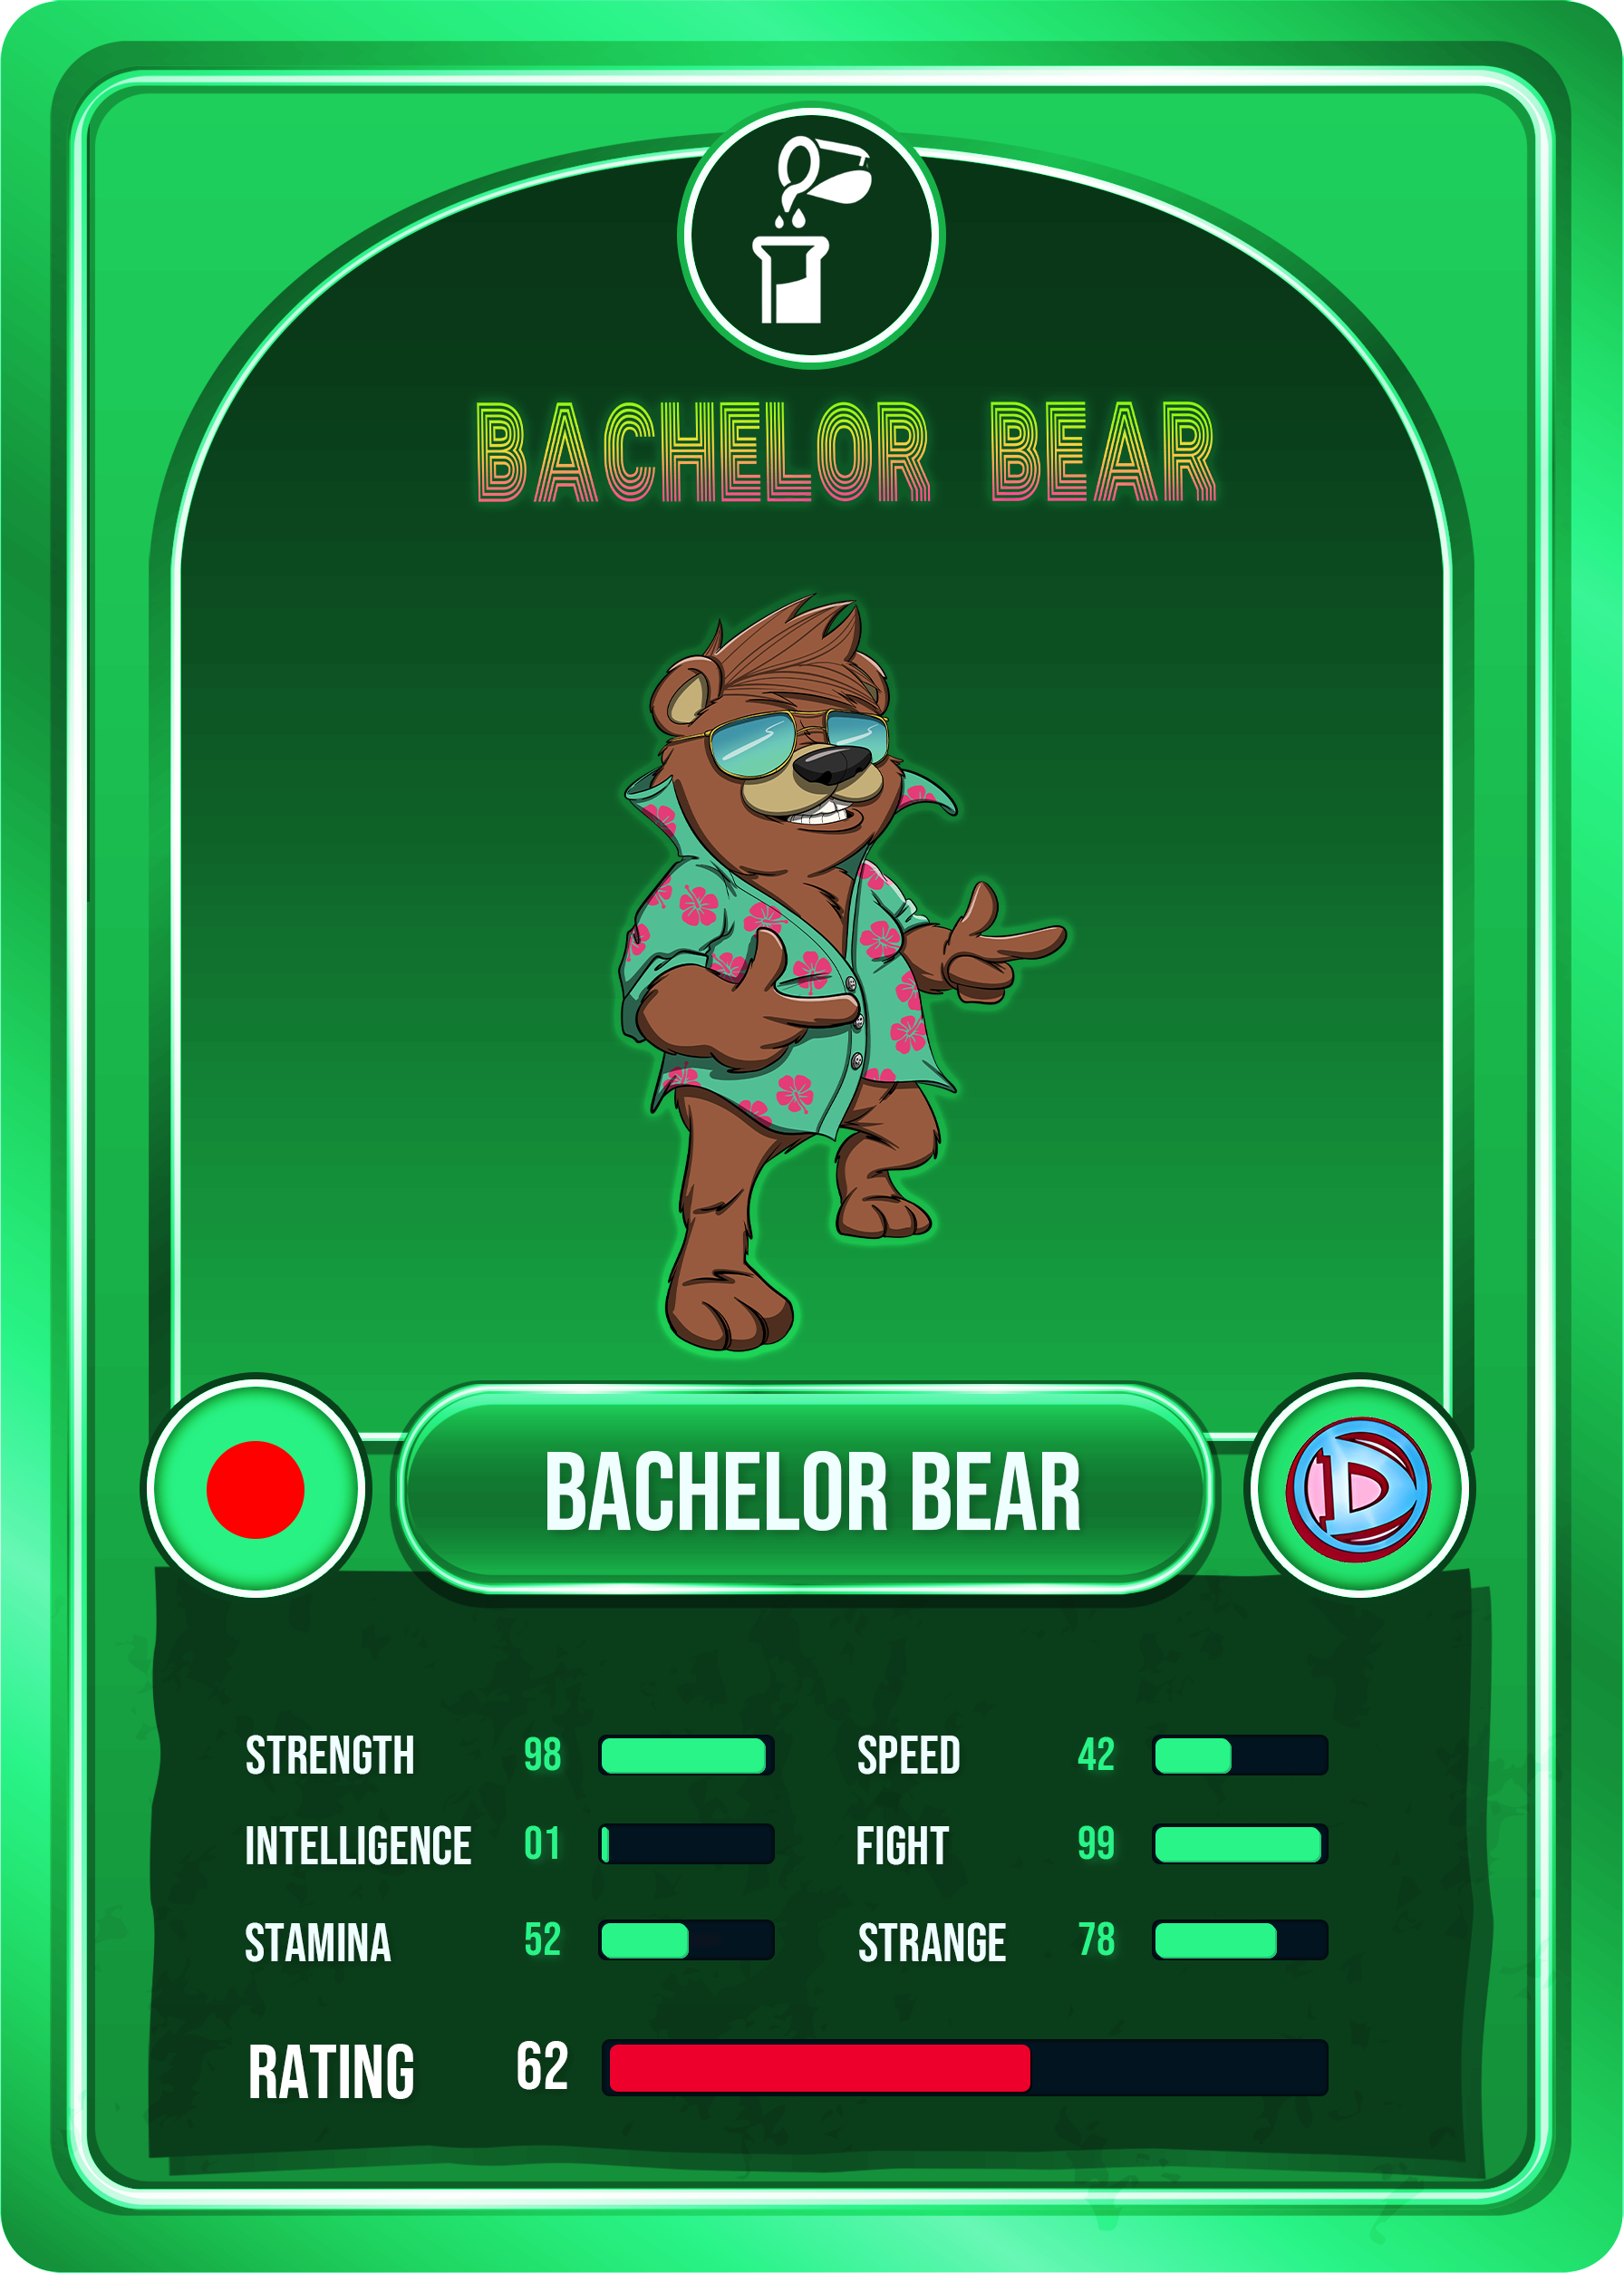 BACHELOR BEAR
BACHELOR BEAR
D
STRENGTH 98 SPEED 42
INTELLIGENCE 01 FIGHT 99
STAMINA 52 STRANGE 78
RATING 62